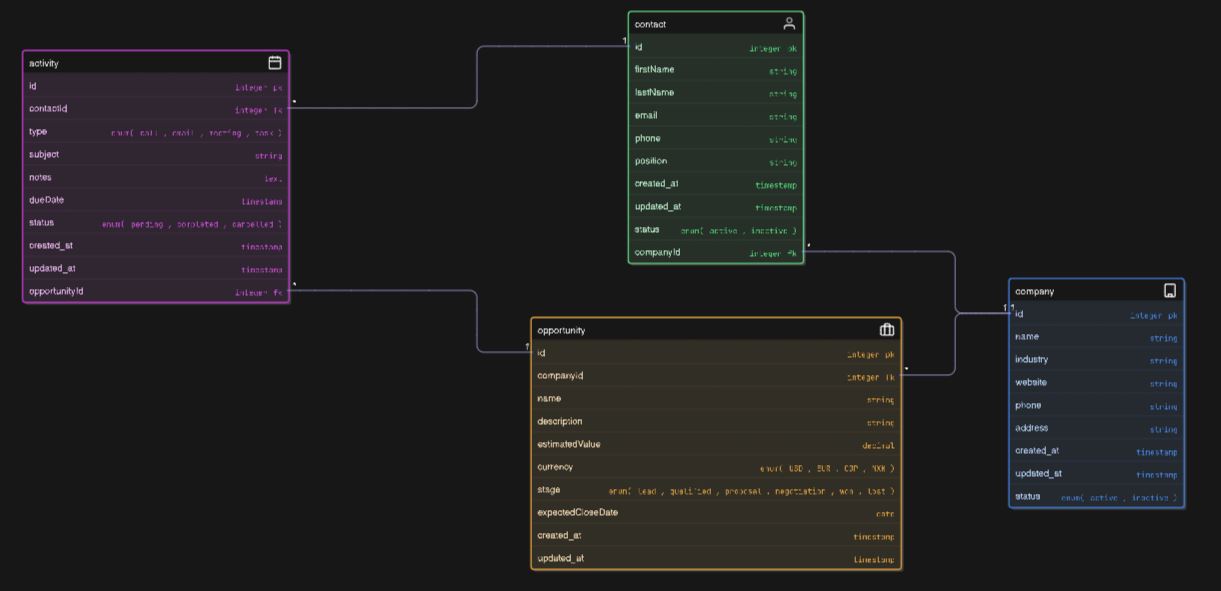 activity
id integer pk
contactId integer fk
type enum( call , email , meeting , task )
subject string
notes text
dueDate timestamp
status enum( pending , completed , cancelled )
created_at timestamp
updated_at timestamp
opportunityId integer fk
*
*
contact
1
id integer pk
firstName string
lastName string
email string
phone string
position string
created_at timestamp
updated_at timestamp
status enum( active , inactive )
companyId integer fk
*
opportunity
1
id integer pk
companyId integer fk
*
name string
description string
estimatedValue decimal
currency enum( USD , EUR , COP , MXN )
stage enum( lead , qualified , proposal , negotiation , won , lost )
expectedCloseDate date
created_at timestamp
updated_at timestamp
company
1 1
id integer pk
name string
industry string
website string
phone string
address string
created_at timestamp
updated_at timestamp
status enum( active , inactive )